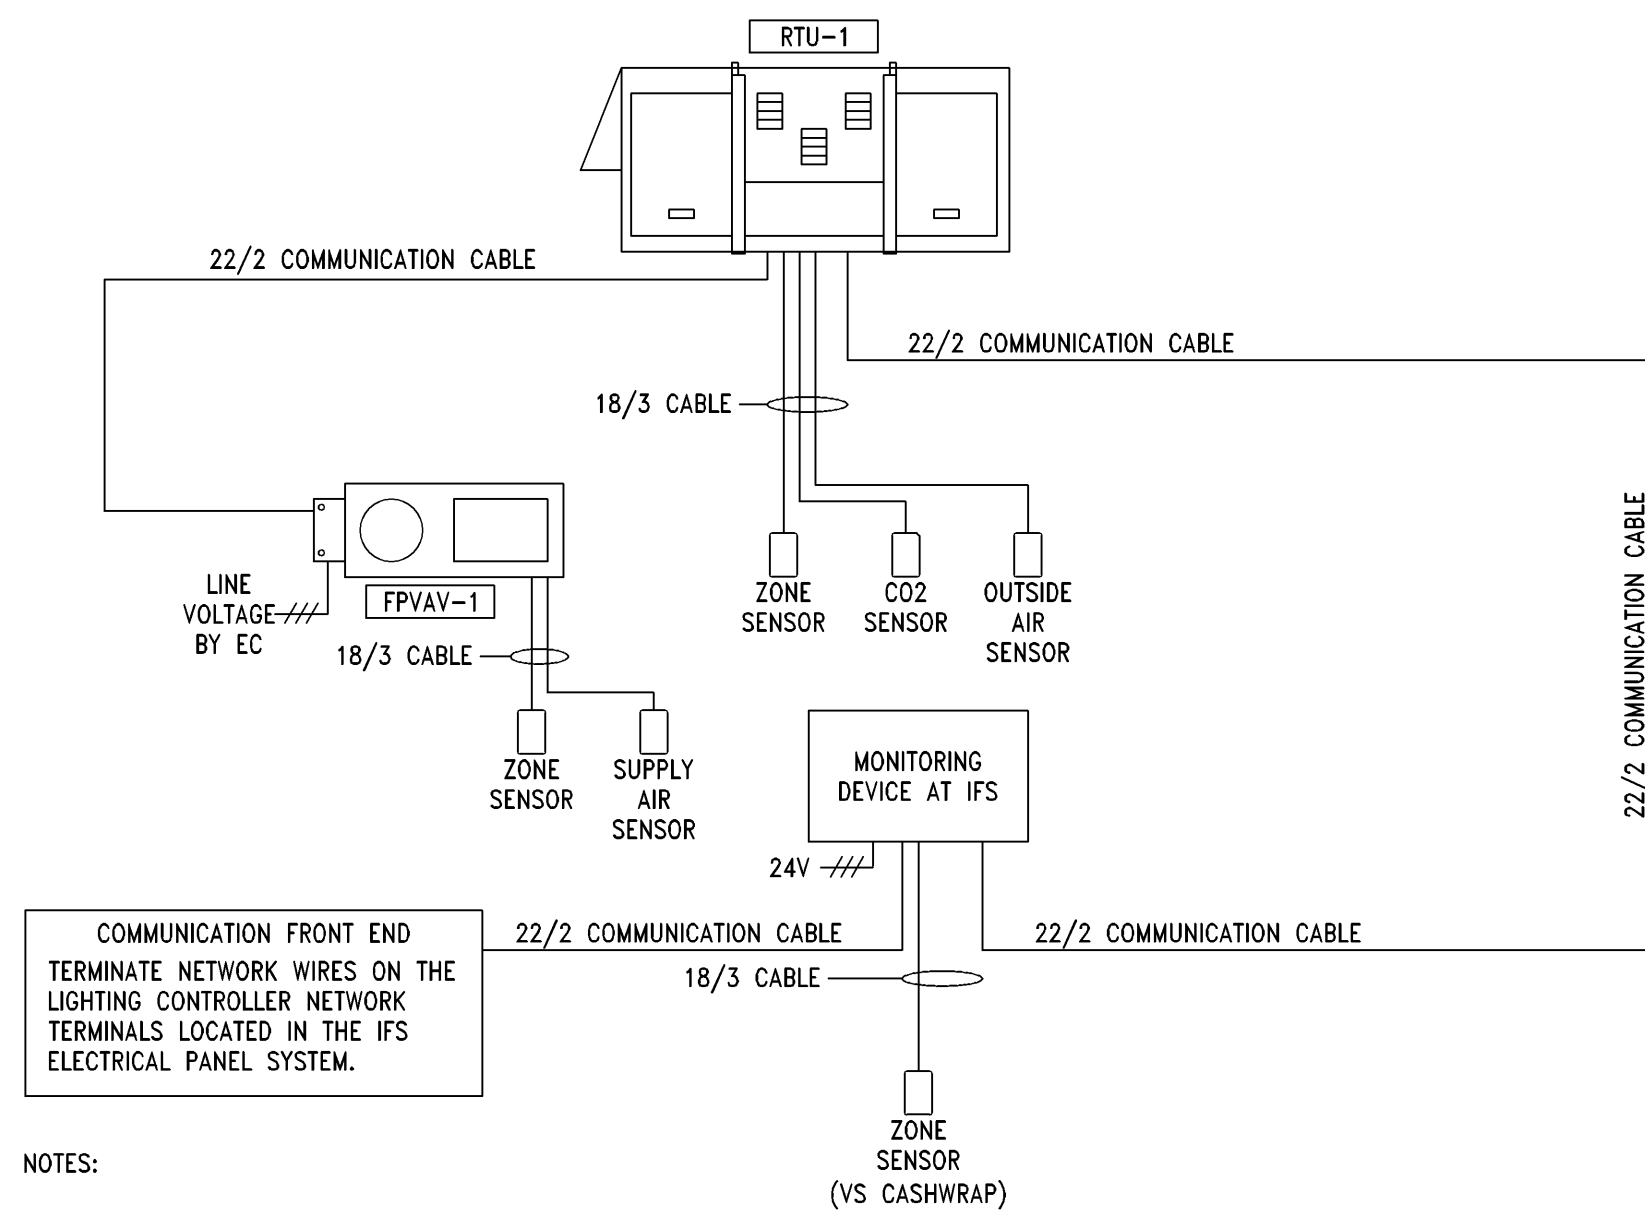 RTU-1
22/2 COMMUNICATION CABLE
22/2 COMMUNICATION CABLE
18/3 CABLE
22/2 COMMUNICATION CABLE
LINE
VOLTAGE
BY EC
FPVAV-1
18/3 CABLE
ZONE
SENSOR
CO2
SENSOR
OUTSIDE
AIR
SENSOR
ZONE
SENSOR
SUPPLY
AIR
SENSOR
MONITORING
DEVICE AT IFS
24V
COMMUNICATION FRONT END
TERMINATE NETWORK WIRES ON THE
LIGHTING CONTROLLER NETWORK
TERMINALS LOCATED IN THE IFS
ELECTRICAL PANEL SYSTEM.
22/2 COMMUNICATION CABLE
22/2 COMMUNICATION CABLE
18/3 CABLE
ZONE
SENSOR
(VS CASHWRAP)
NOTES: